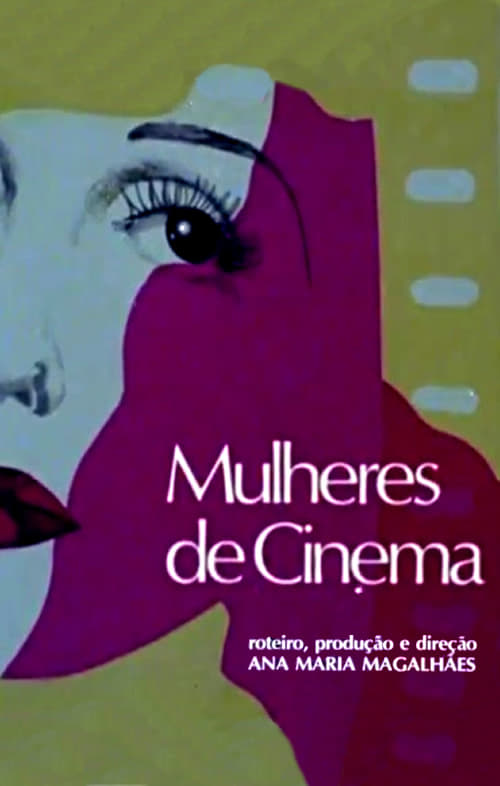 Mulheres
de Cinema
roteiro, produção e direção
ANA MARIA MAGALHÃES